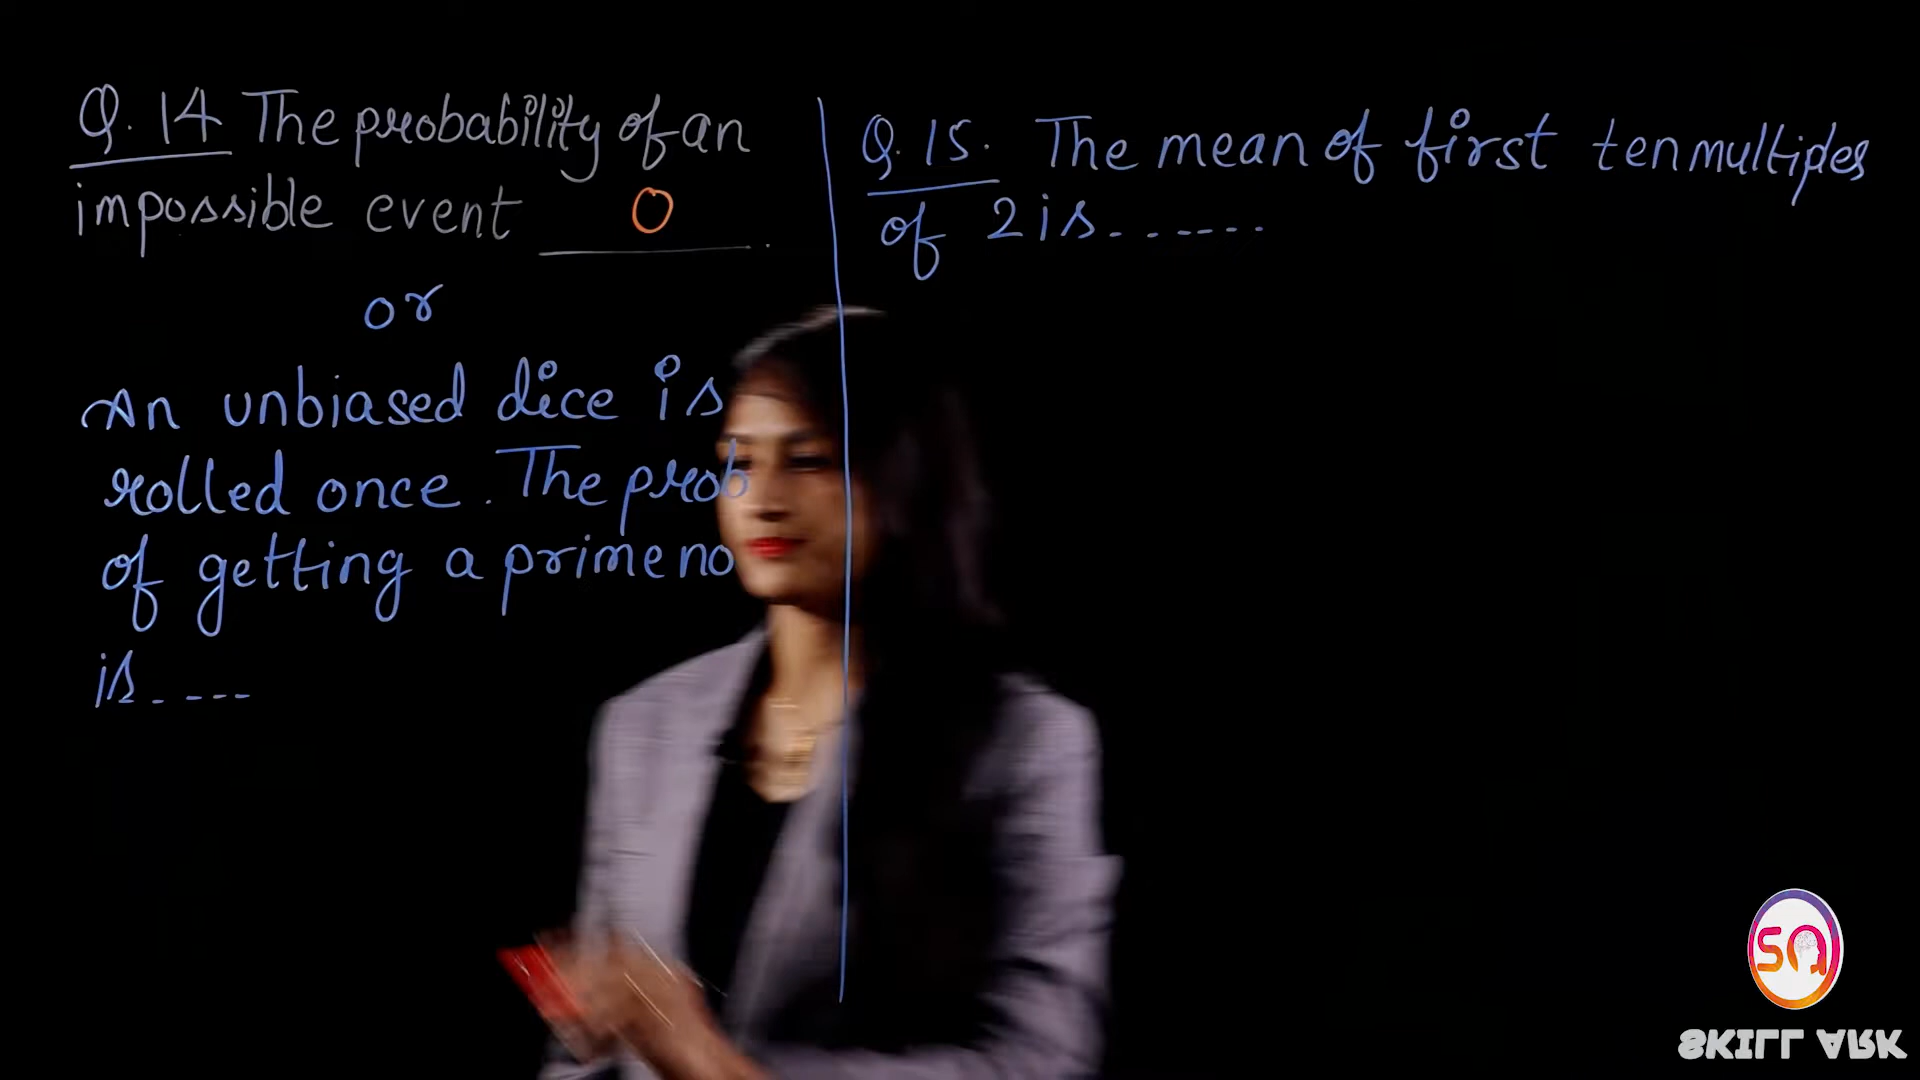 Q. 14 The probability of an
impossible event 0 .
or
An unbiased dice is
rolled once. The prob
of getting a prime no
is.----
Q. 15. The mean of first ten multiples
of 2 is.------
SKILL ARK